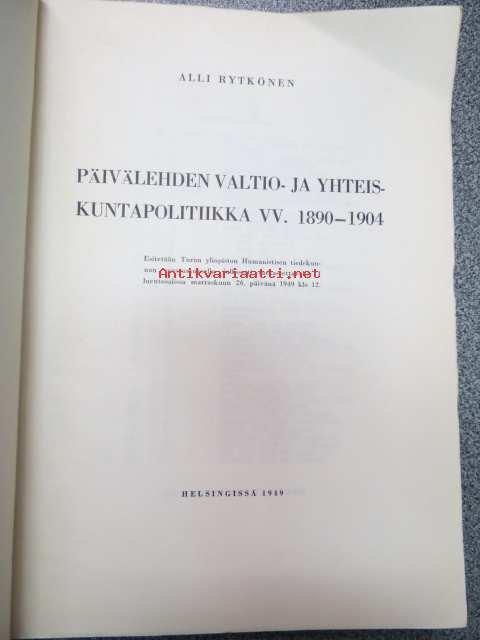 ALLI RYTKÖNEN
PÄIVÄLEHDEN VALTIO- JA YHTEIS-
KUNTAPOLITIIKKA VV. 1890—1904
Esitetään Turun yliopiston Humanistisen tiedekun-
nan
Antikvariaatti.net
luentosalissa marraskuun 26. päivänä 1949 klo 12.
HELSINGISSÄ 1949